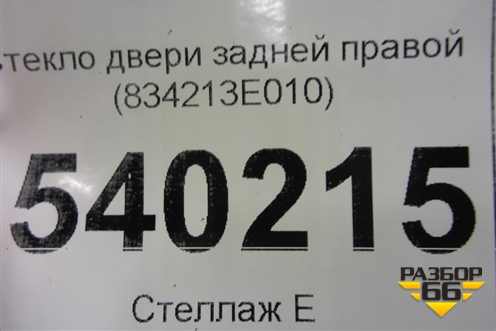 текло двери задней правой
(834213E010)
540215
Стеллаж Е
РАЗБОР
66